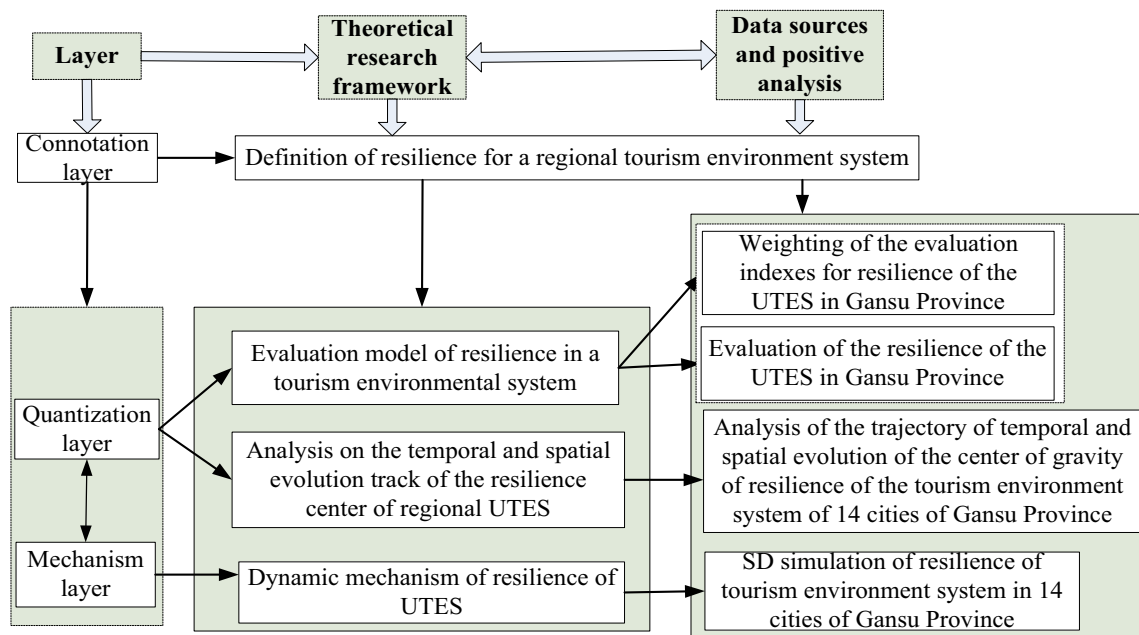 Layer
Theoretical
research
framework
Data sources
and positive
analysis
Connotation
layer
Definition of resilience for a regional tourism environment system
Weighting of the evaluation
indexes for resilience of the
UTES in Gansu Province
Evaluation model of resilience in a
tourism environmental system
Evaluation of the resilience of the
UTES in Gansu Province
Quantization
layer
Analysis on the temporal and spatial
evolution track of the resilience
center of regional UTES
Analysis of the trajectory of temporal and
spatial evolution of the center of gravity
of resilience of the tourism environment
system of 14 cities of Gansu Province
Mechanism
layer
Dynamic mechanism of resilience of
UTES
SD simulation of resilience of
tourism environment system in 14
cities of Gansu Province